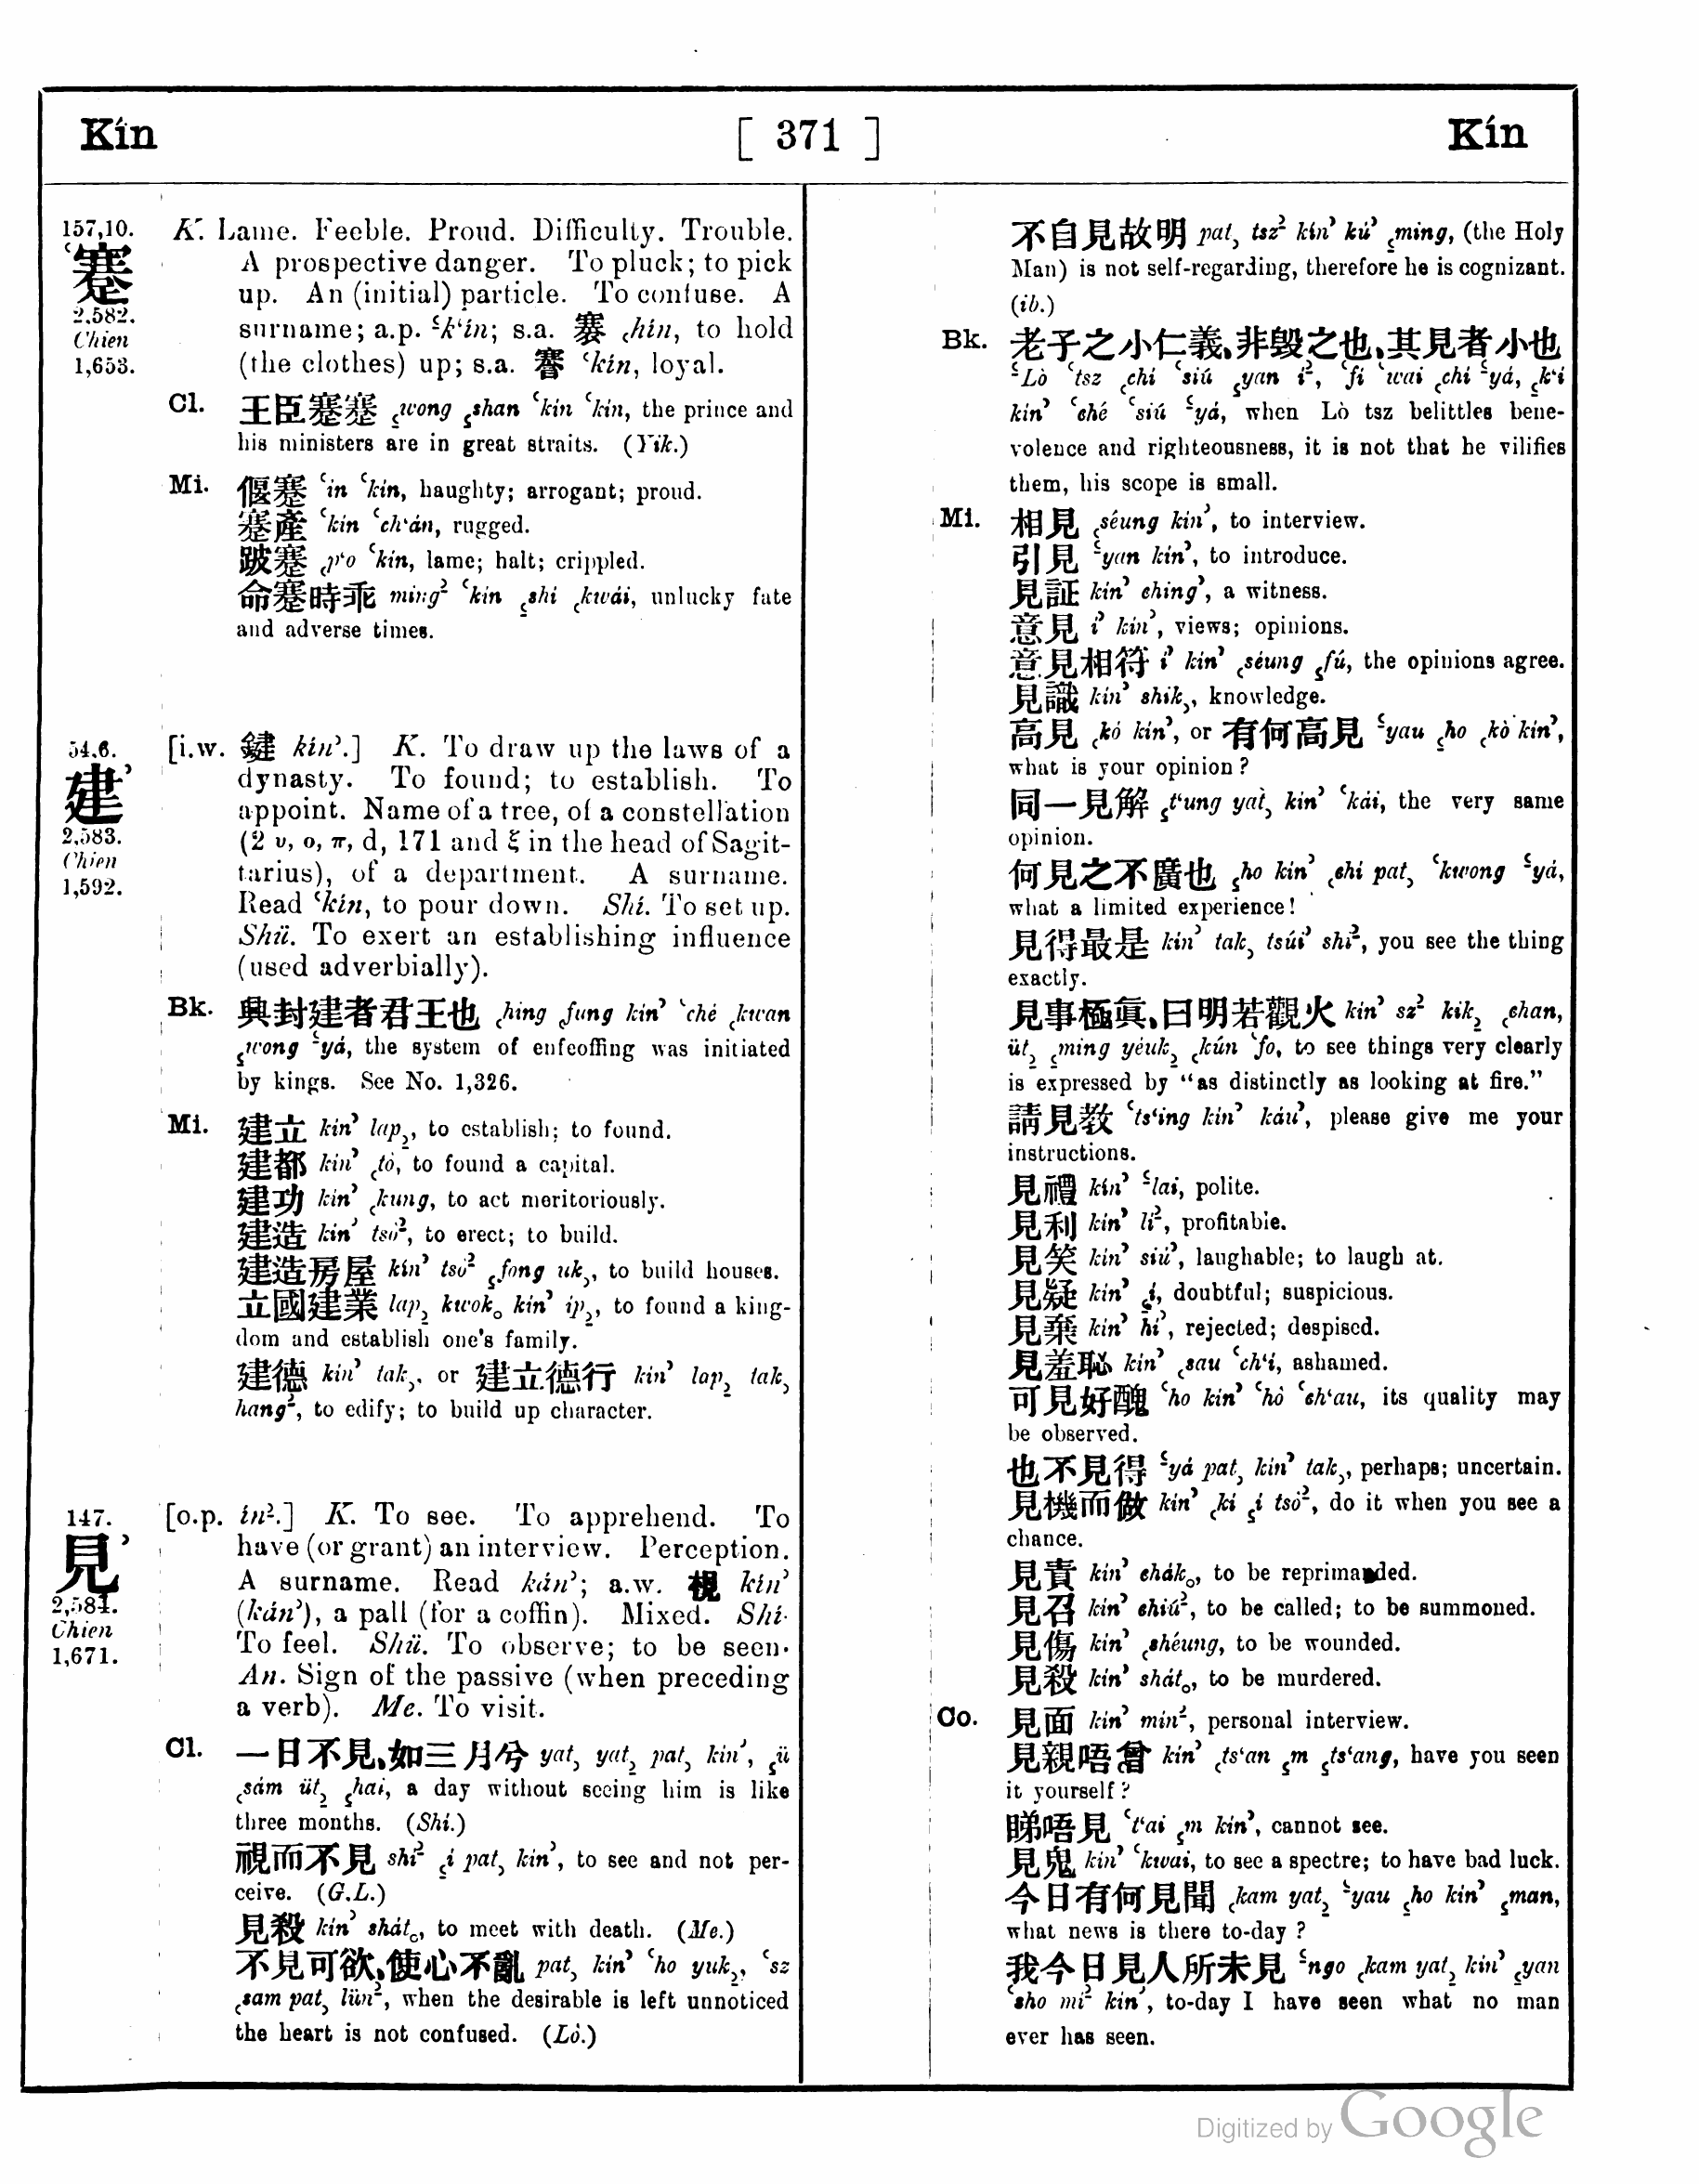 Kín [ 371 ] Kín
157,10.
蹇
2,582.
Chien
1,653.
K. Lame. Feeble. Proud. Difficulty. Trouble.
A prospective danger. To pluck; to pick
up. An (initial) particle. To confuse. A
surname; a.p. ᶝk‘ín; s.a. 褰 ꜀hín, to hold
(the clothes) up; s.a. 謇 ꜂kín, loyal.
Cl. 王臣蹇蹇 ꜁wong ꜁shan ꜂kín ꜂kín, the prince and
his ministers are in great straits. (Yik.)
Mi. 偃蹇 ꜂ín ꜂kín, haughty; arrogant; proud.
蹇產 ꜂kín ꜂ch‘án, rugged.
跛蹇 ꜀p‘o ꜂kín, lame; halt; crippled.
命蹇時乖 ming² ꜂kín ꜁shí ꜀kwái, unlucky fate
and adverse times.
54.6.
建’
2,583.
Chien
1,592.
[i.w. 鍵 kín’.] K. To draw up the laws of a
dynasty. To found; to establish. To
appoint. Name of a tree, of a constellation
(2 υ, ο, π, d, 171 and ξ in the head of Sagit-
tarius), of a department. A surname.
Read ꜂kín, to pour down. Shí. To set up.
Shü. To exert an establishing influence
(used adverbially).
Bk. 興封建者君王也 ꜀hing ꜀fung kín’ ꜂ché ꜀kwan
꜁wong ꜃yá, the system of enfeoffing was initiated
by kings. See No. 1,326.
Mi. 建立 kín’ lap꜇, to establish; to found.
建都 kín’ ꜀tò, to found a capital.
建功 kín’ ꜀kung, to act meritoriously.
建造 kín’ tsò², to erect; to build.
建造房屋 kín’ tsò² ꜁fong uk꜆, to build houses.
立國建業 lap꜇ kwokₒ kín’ íp꜇, to found a king-
dom and establish one's family.
建德 kín’ tak꜆, or 建立德行 kín’ lap꜇ tak꜆
hang², to edify; to build up character.
147.
見’
2,584.
Chien
1,671.
[o.p. ín².] K. To see. To apprehend. To
have (or grant) an interview. Perception.
A surname. Read kán’; a.w. 梘 kín’
(kán’), a pall (for a coffin). Mixed. Shí·
To feel. Shü. To observe; to be seen·
An. Sign of the passive (when preceding
a verb). Me. To visit.
Cl. 一日不見,如三月兮 yat꜆ yat꜇ pat꜆ kín’, ꜁ü
꜀sám üt꜇ ꜁hai, a day without seeing him is like
three months. (Shí.)
視而不見 shí² ꜁í pat꜆ kín’, to see and not per-
ceive. (G.L.)
見殺 kín’ shátₒ, to meet with death. (Me.)
不見可欲,使心不亂 pat꜆ kín’ ꜂ho yuk꜇, ꜂sz
꜀sam pat꜆ lün², when the desirable is left unnoticed
the heart is not confused. (Lò.)
不自見故明 pat꜆ tsz² kín’ kú’ ꜁ming, (the Holy
Man) is not self-regarding, therefore he is cognizant.
(ib.)
Bk. 老子之小仁義,非毀之也,其見者小也
꜃Lò ꜂tsz ꜀chí ꜂siú ꜁yan í², ꜂fí ꜂wai ꜀chí ꜃yá, ꜁k‘í
kín’ ꜂ché ꜂siú ꜃yá, when Lò tsz belittles bene-
volence and righteousness, it is not that he vilifies
them, his scope is small.
Mi. 相見 ꜀séung kín’, to interview.
引見 ꜃yan kín’, to introduce.
見証 kín’ ching’, a witness.
意見 í’ kín’, views; opinions.
意見相符 í’ kín’ ꜀séung ꜁fú, the opinions agree.
見識 kín’ shik꜆, knowledge.
高見 ꜀kò kín’, or 有何高見 ꜃yau ꜁ho ꜀kò kín’,
what is your opinion?
同一見解 ꜁t‘ung yat꜆ kín’ ꜂kái, the very same
opinion.
何見之不廣也 ꜁ho kín’ ꜀chí pat꜆ ꜂kwong ꜃yá,
what a limited experience!
見得最是 kín’ tak꜆ tsúi’ shí², you see the thing
exactly.
見事極眞,曰明若觀火 kín’ sz² kik꜇ ꜀chan,
üt꜇ ꜁ming yéuk꜇ ꜀kún ꜂fo, to see things very clearly
is expressed by “as distinctly as looking at fire.”
請見教 ꜂ts‘ing kín’ káu’, please give me your
instructions.
見禮 kín’ ꜃lai, polite.
見利 kín’ lí², profitable.
見笑 kín’ siú’, laughable; to laugh at.
見疑 kín’ ꜁í, doubtful; suspicious.
見棄 kín’ hí’, rejected; despised.
見羞恥 kín’ ꜀sau ꜂ch‘í, ashamed.
可見好醜 ꜂ho kín’ ꜂hò ꜂ch‘au, its quality may
be observed.
也不見得 ꜃yá pat꜆ kín’ tak꜆, perhaps; uncertain.
見機而做 kín’ ꜀kí ꜁í tsò², do it when you see a
chance.
見責 kín’ chákₒ, to be reprimanded.
見召 kín’ chiú², to be called; to be summoned.
見傷 kín’ ꜀shéung, to be wounded.
見殺 kín’ shátₒ, to be murdered.
Co. 見面 kín’ mín², personal interview.
見親唔曾 kín’ ꜀ts‘an ꜁m ꜁ts‘ang, have you seen
it yourself?
睇唔見 ꜂t‘ai ꜁m kín’, cannot see.
見鬼 kín’ ꜂kwai, to see a spectre; to have bad luck.
今日有何見聞 ꜀kam yat꜇ ꜃yau ꜁ho kín’ ꜁man,
what news is there to-day ?
我今日見人所未見 ꜃ngo ꜀kam yat꜇ kín’ ꜁yan
꜂sho mí² kín’, to-day I have seen what no man
ever has seen.
Digitized by Google